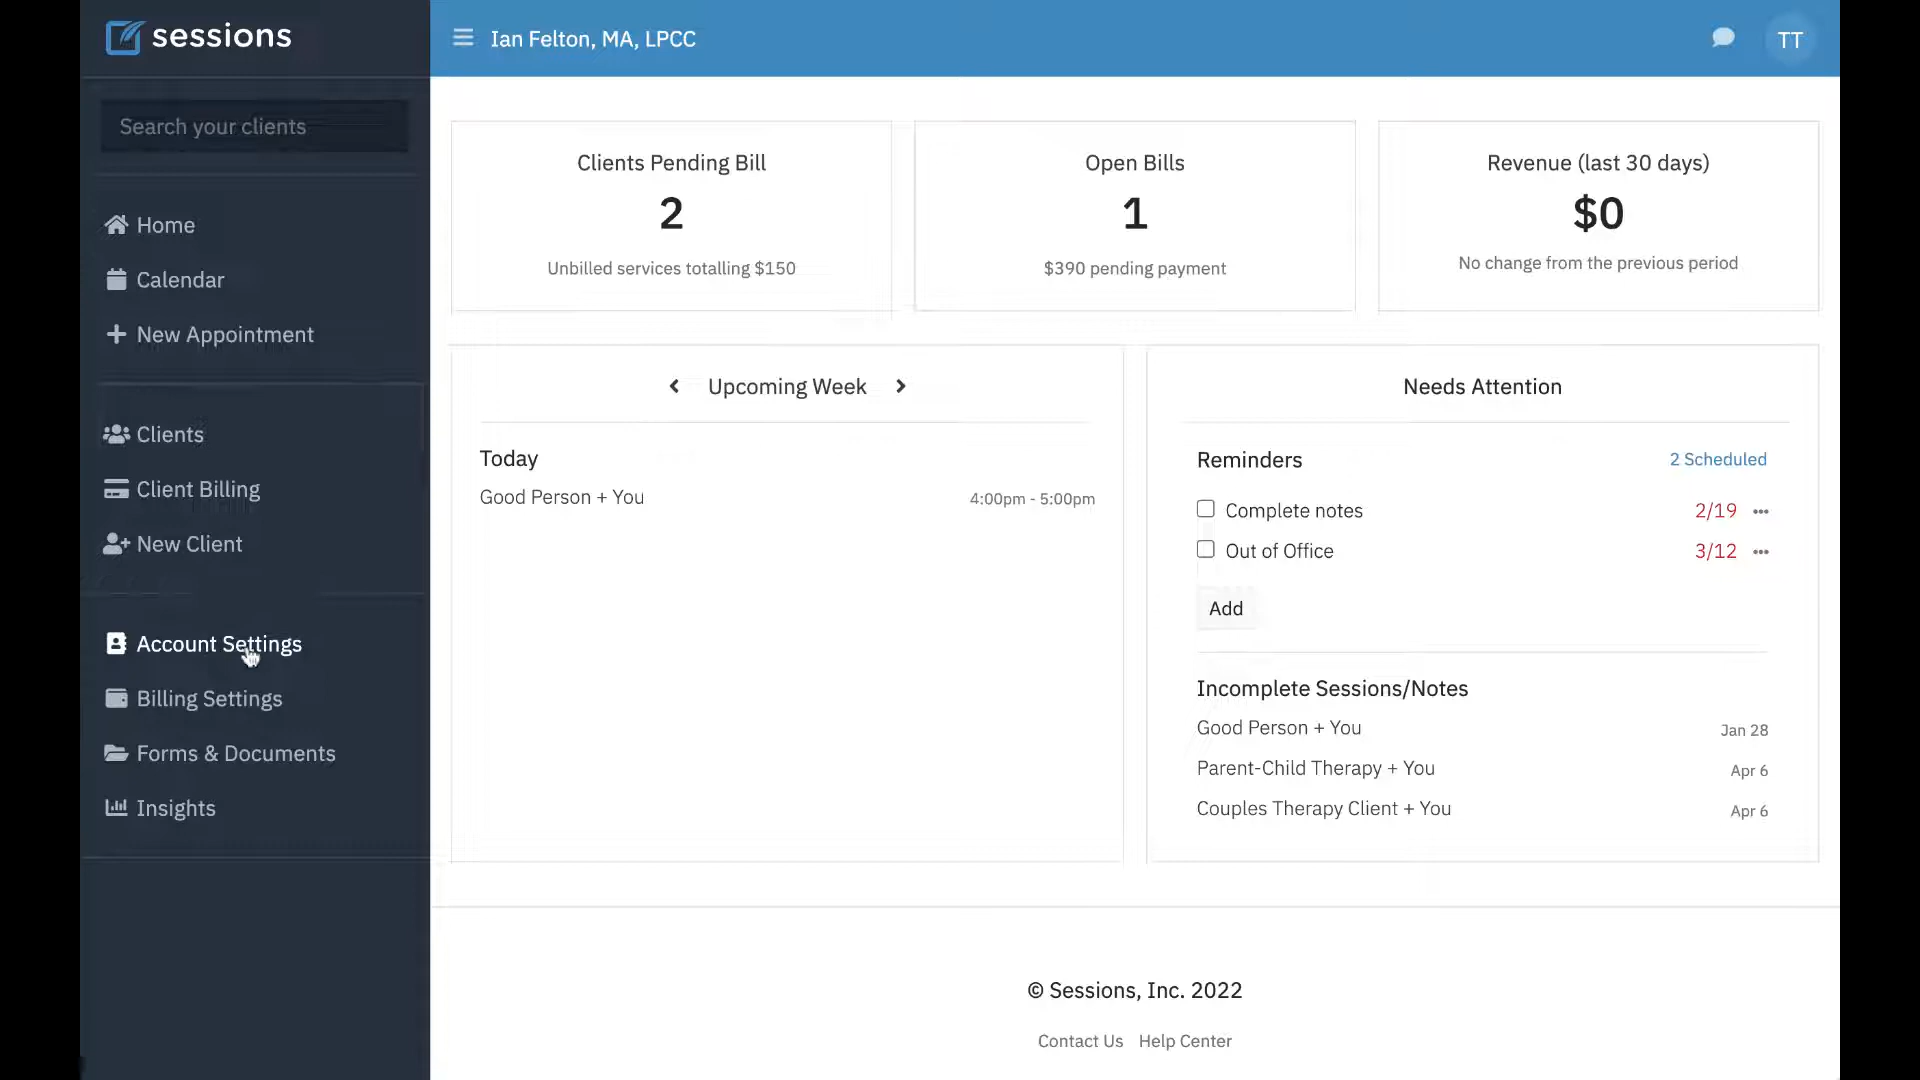 sessions
Ian Felton, MA, LPCC
TT
Search your clients
Home
Calendar
New Appointment
Clients
Client Billing
New Client
Account Settings
Billing Settings
Forms & Documents
Insights
Clients Pending Bill
2
Unbilled services totalling $150
Open Bills
1
$390 pending payment
Revenue (last 30 days)
$0
No change from the previous period
Upcoming Week
Today
Good Person + You 4:00pm - 5:00pm
Needs Attention
Reminders 2 Scheduled
Complete notes 2/19
Out of Office 3/12
Add
Incomplete Sessions/Notes
Good Person + You Jan 28
Parent-Child Therapy + You Apr 6
Couples Therapy Client + You Apr 6
© Sessions, Inc. 2022
Contact Us Help Center